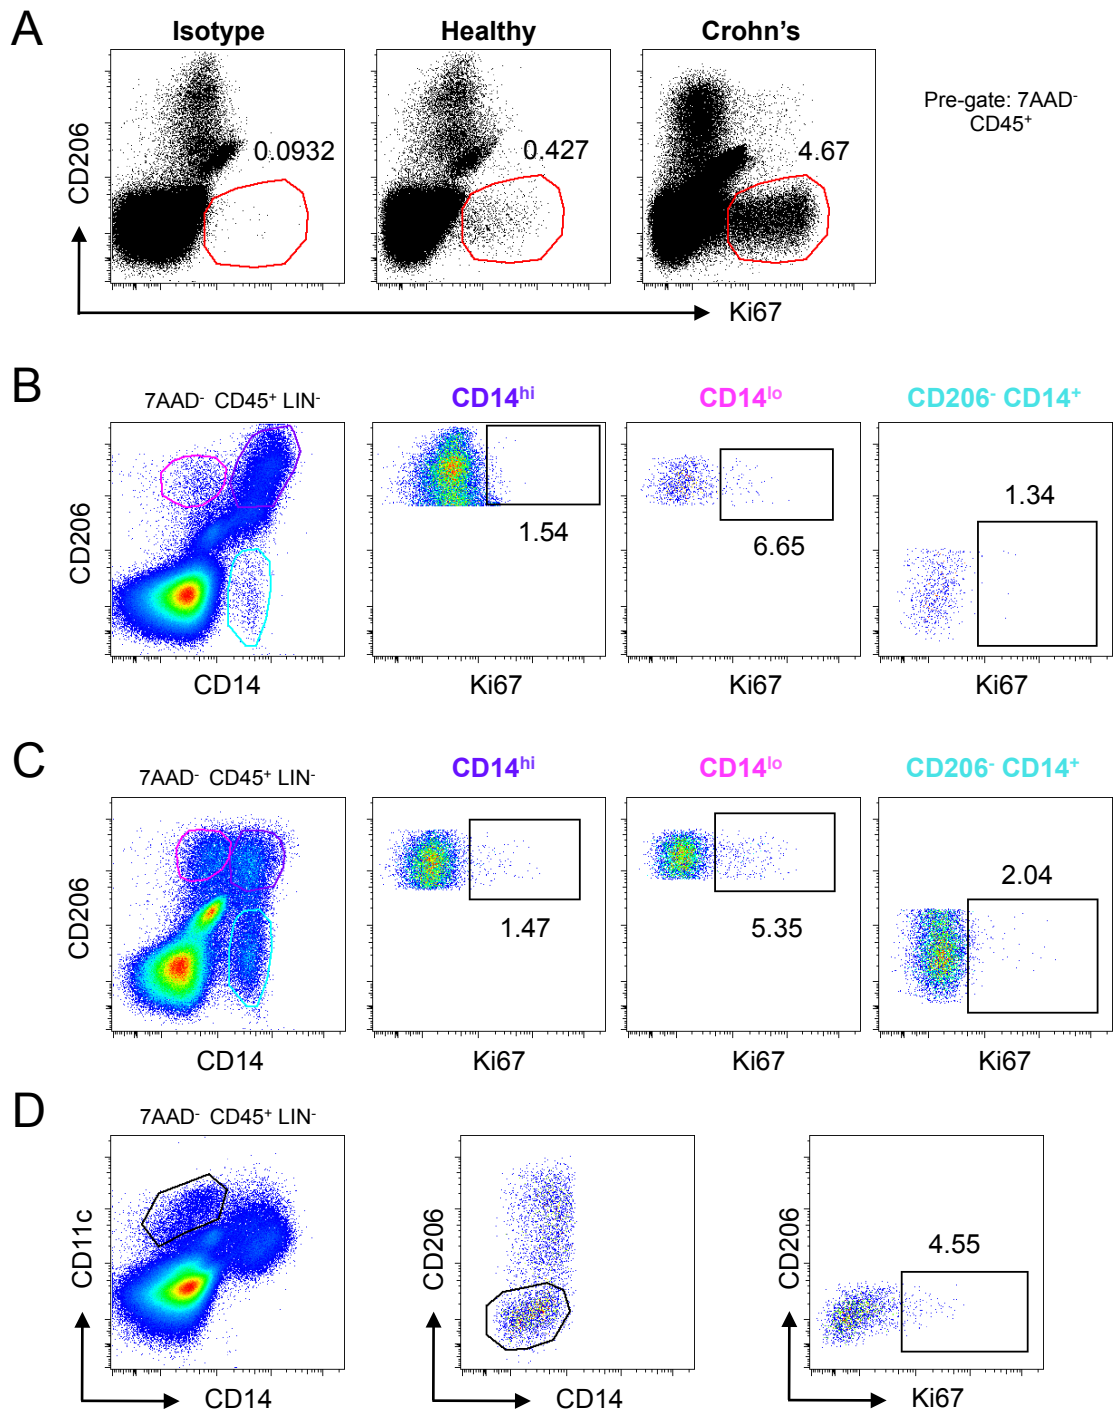 A
Isotype Healthy Crohn's
Pre-gate: 7AAD-
CD45+
CD206
0.0932 0.427 4.67
Ki67
B
7AAD- CD45+ LIN- CD14hi CD14lo CD206- CD14+
CD206
1.54 6.65 1.34
CD14 Ki67 Ki67 Ki67
C
7AAD- CD45+ LIN- CD14hi CD14lo CD206- CD14+
CD206
1.47 5.35 2.04
CD14 Ki67 Ki67 Ki67
D
7AAD- CD45+ LIN-
CD11c CD206 CD206
4.55
CD14 CD14 Ki67